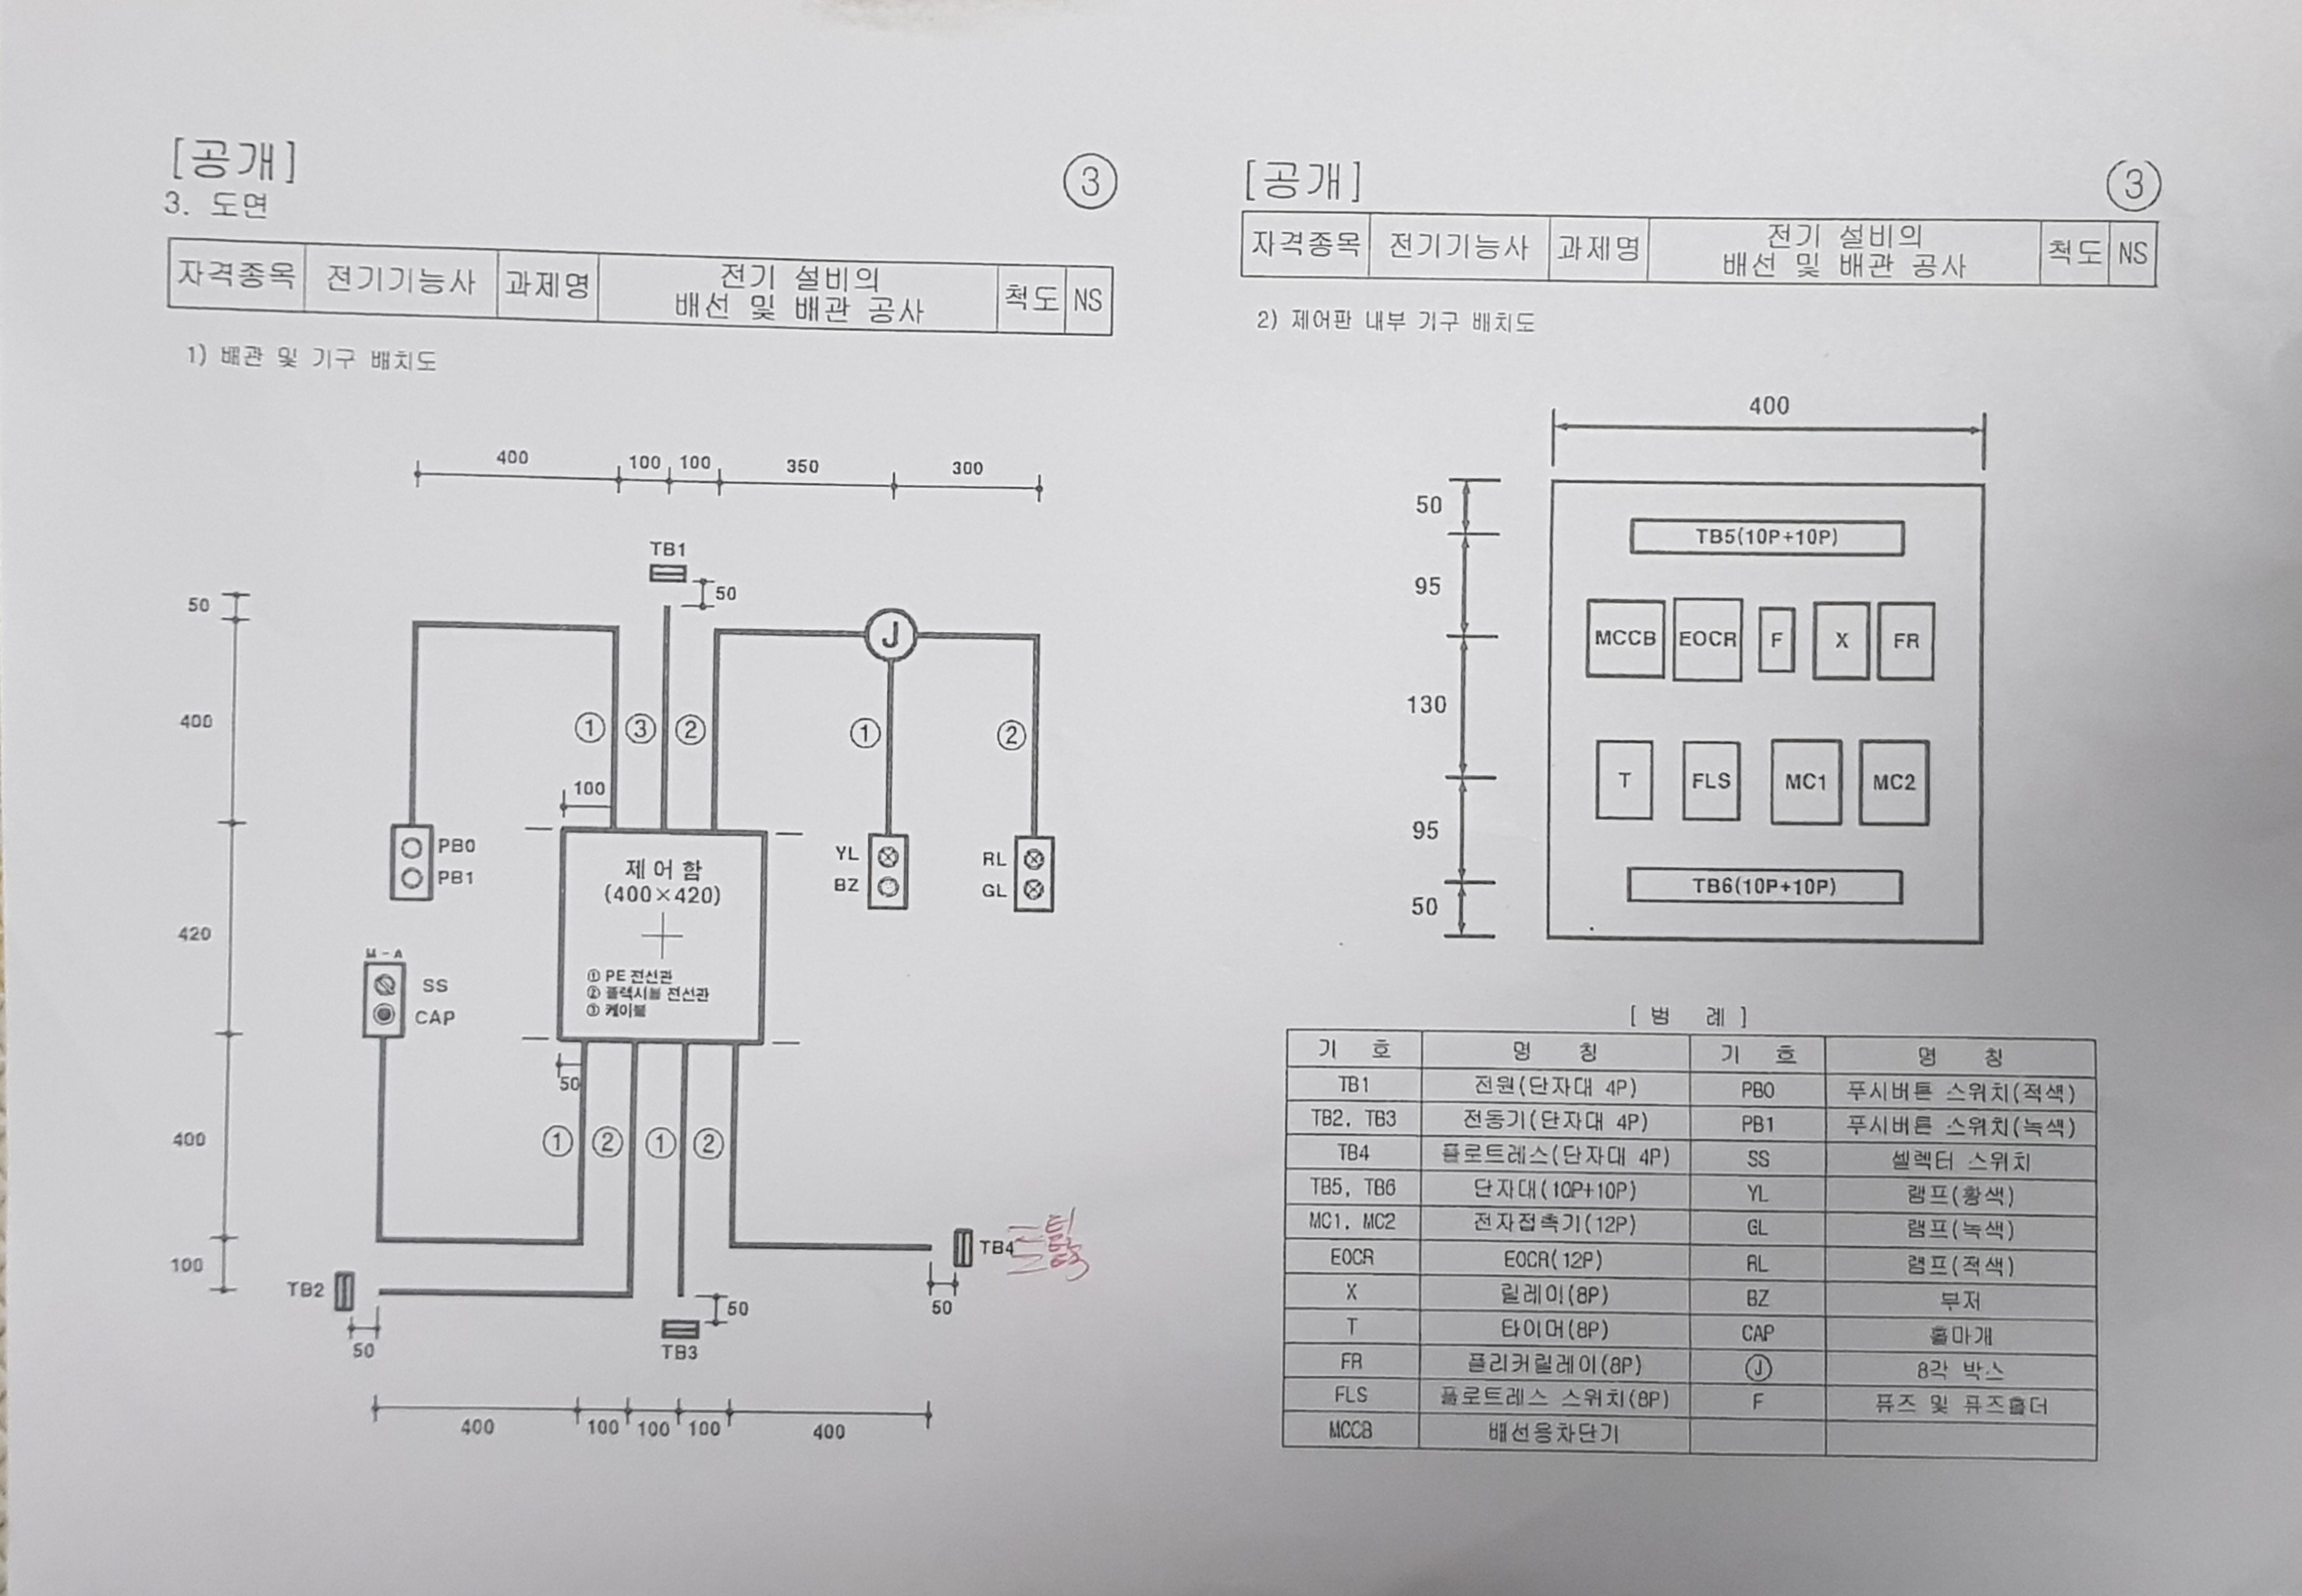 [공개]
3. 도면
③
자격종목 전기기능사 과제명 전기 설비의 배선 및 배관 공사 척도 NS
1) 배관 및 기구 배치도
400 100 100 350 300
TB1
50
50
J
400
① ③ ② ① ②
100
PB0
PB1
제어함
(400×420)
YL
BZ
RL
GL
420
① PE 전선관
② 플렉시블 전선관
③ 케이블
M - A
SS
CAP
50
400
① ② ① ②
100
TB4
TB2
50
50
50
TB3
400 100 100 100 400
[공개]
③
자격종목 전기기능사 과제명 전기 설비의 배선 및 배관 공사 척도 NS
2) 제어판 내부 기구 배치도
400
50
TB5(10P+10P)
95
MCCB EOCR F X FR
130
T FLS MC1 MC2
95
TB6(10P+10P)
50
[ 범 례 ]
기 호 명 칭 기 호 명 칭
TB1 전원(단자대 4P) PB0 푸시버튼 스위치(적색)
TB2, TB3 전동기(단자대 4P) PB1 푸시버튼 스위치(녹색)
TB4 플로트레스(단자대 4P) SS 셀렉터 스위치
TB5, TB6 단자대(10P+10P) YL 램프(황색)
MC1, MC2 전자접촉기(12P) GL 램프(녹색)
EOCR EOCR(12P) RL 램프(적색)
X 릴레이(8P) BZ 부저
T 타이머(8P) CAP 홀마개
FR 플리커릴레이(8P) Ⓙ 8각 박스
FLS 플로트레스 스위치(8P) F 퓨즈 및 퓨즈홀더
MCCB 배선용차단기